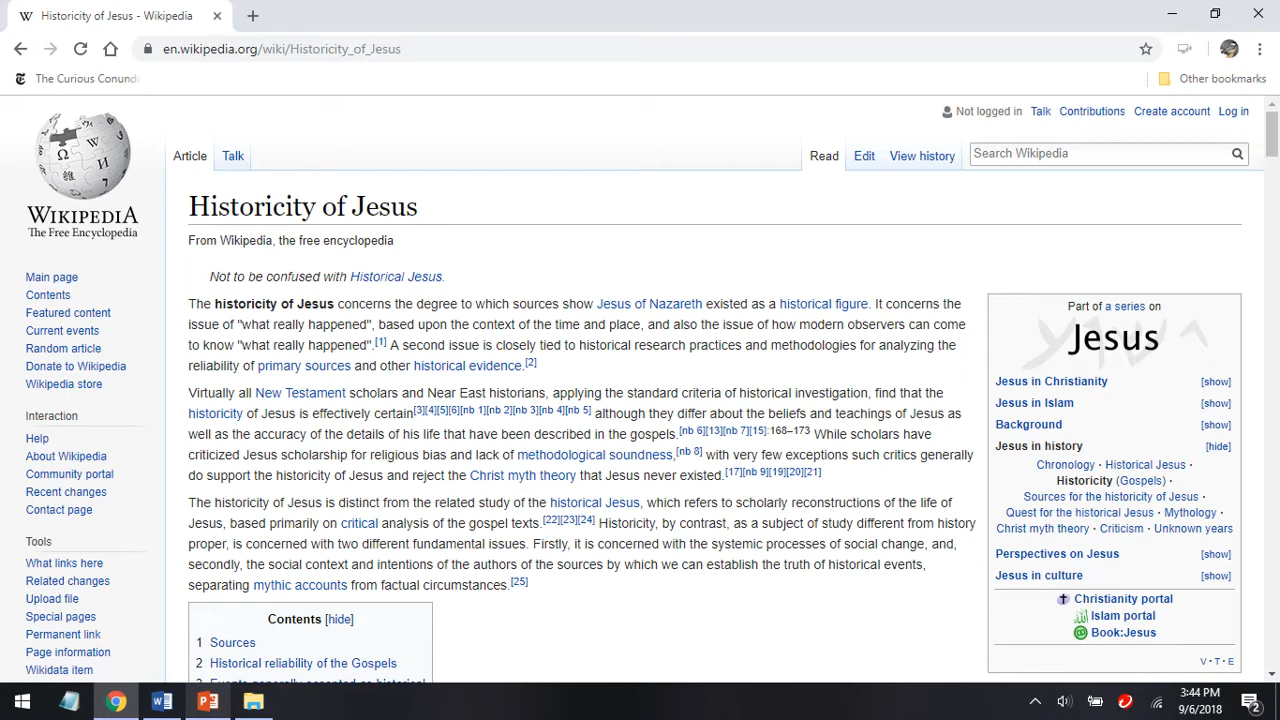 Historicity of Jesus - Wikipedia
en.wikipedia.org/wiki/Historicity_of_Jesus
The Curious Conund
Other bookmarks
Not logged in Talk Contributions Create account Log in
Article Talk Read Edit View history Search Wikipedia
WIKIPEDIA
The Free Encyclopedia
Main page
Contents
Featured content
Current events
Random article
Donate to Wikipedia
Wikipedia store
Interaction
Help
About Wikipedia
Community portal
Recent changes
Contact page
Tools
What links here
Related changes
Upload file
Special pages
Permanent link
Page information
Wikidata item
Historicity of Jesus
From Wikipedia, the free encyclopedia
Not to be confused with Historical Jesus.
The historicity of Jesus concerns the degree to which sources show Jesus of Nazareth existed as a historical figure. It concerns the
issue of "what really happened", based upon the context of the time and place, and also the issue of how modern observers can come
to know "what really happened".[1] A second issue is closely tied to historical research practices and methodologies for analyzing the
reliability of primary sources and other historical evidence.[2]
Virtually all New Testament scholars and Near East historians, applying the standard criteria of historical investigation, find that the
historicity of Jesus is effectively certain[3][4][5][6][nb 1][nb 2][nb 3][nb 4][nb 5] although they differ about the beliefs and teachings of Jesus as
well as the accuracy of the details of his life that have been described in the gospels.[nb 6][13][nb 7][15]:168–173 While scholars have
criticized Jesus scholarship for religious bias and lack of methodological soundness,[nb 8] with very few exceptions such critics generally
do support the historicity of Jesus and reject the Christ myth theory that Jesus never existed.[17][nb 9][19][20][21]
The historicity of Jesus is distinct from the related study of the historical Jesus, which refers to scholarly reconstructions of the life of
Jesus, based primarily on critical analysis of the gospel texts.[22][23][24] Historicity, by contrast, as a subject of study different from history
proper, is concerned with two different fundamental issues. Firstly, it is concerned with the systemic processes of social change, and,
secondly, the social context and intentions of the authors of the sources by which we can establish the truth of historical events,
separating mythic accounts from factual circumstances.[25]
Contents [hide]
1 Sources
2 Historical reliability of the Gospels
3 Events generally accepted as historical
Part of a series on
Jesus
Jesus in Christianity [show]
Jesus in Islam [show]
Background [show]
Jesus in history [hide]
Chronology · Historical Jesus ·
Historicity (Gospels) ·
Sources for the historicity of Jesus ·
Quest for the historical Jesus · Mythology ·
Christ myth theory · Criticism · Unknown years
Perspectives on Jesus [show]
Jesus in culture [show]
Christianity portal
Islam portal
Book:Jesus
V · T · E
3:44 PM
9/6/2018
2